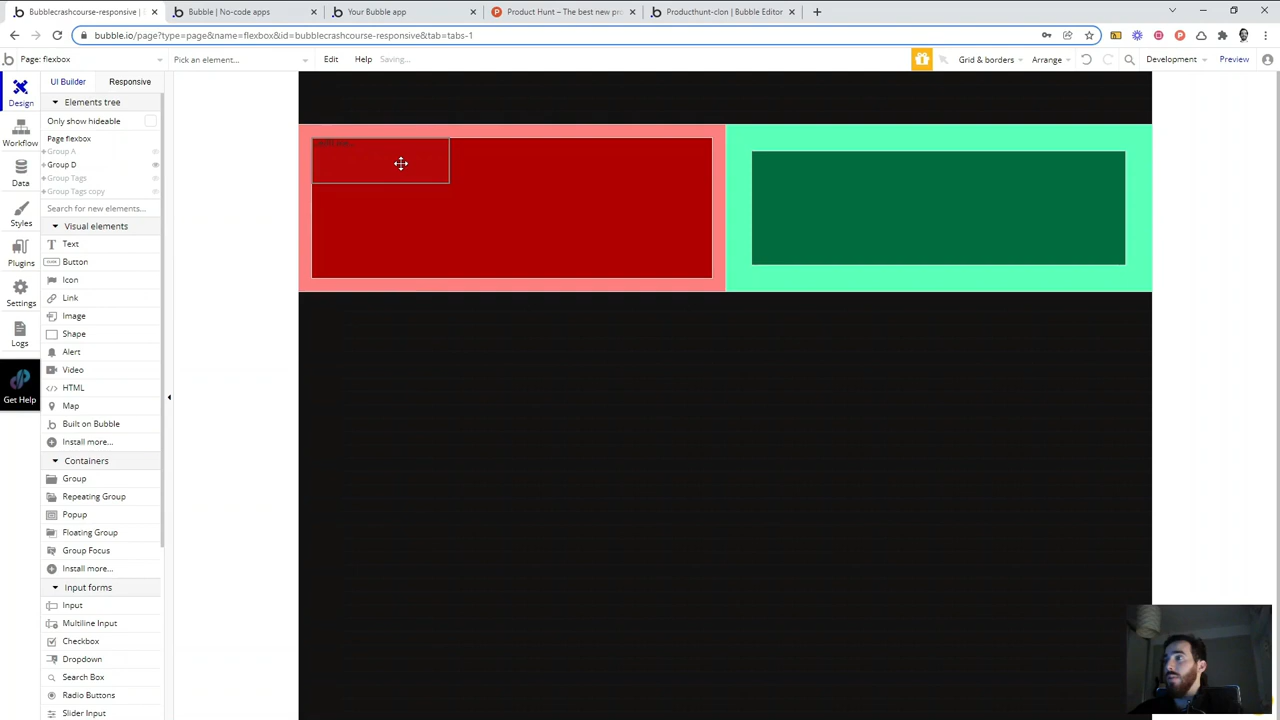 Bubblecrashcourse-responsive |
Bubble | No-code apps
Your Bubble app
Product Hunt – The best new pro
Producthunt-clon | Bubble Editor
bubble.io/page?type=page&name=flexbox&id=bubblecrashcourse-responsive&tab=tabs-1
Page: flexbox
Pick an element...
Edit
Help
Saving...
Grid & borders
Arrange
Development
Preview
Design
Workflow
Data
Styles
Plugins
Settings
Logs
Get Help
UI Builder
Responsive
Elements tree
Only show hideable
Page flexbox
Group A
Group D
Group Tags
Group Tags copy
Search for new elements...
Visual elements
Text
Button
Icon
Link
Image
Shape
Alert
Video
HTML
Map
Built on Bubble
Install more...
Containers
Group
Repeating Group
Popup
Floating Group
Group Focus
Install more...
Input forms
Input
Multiline Input
Checkbox
Dropdown
Search Box
Radio Buttons
Slider Input